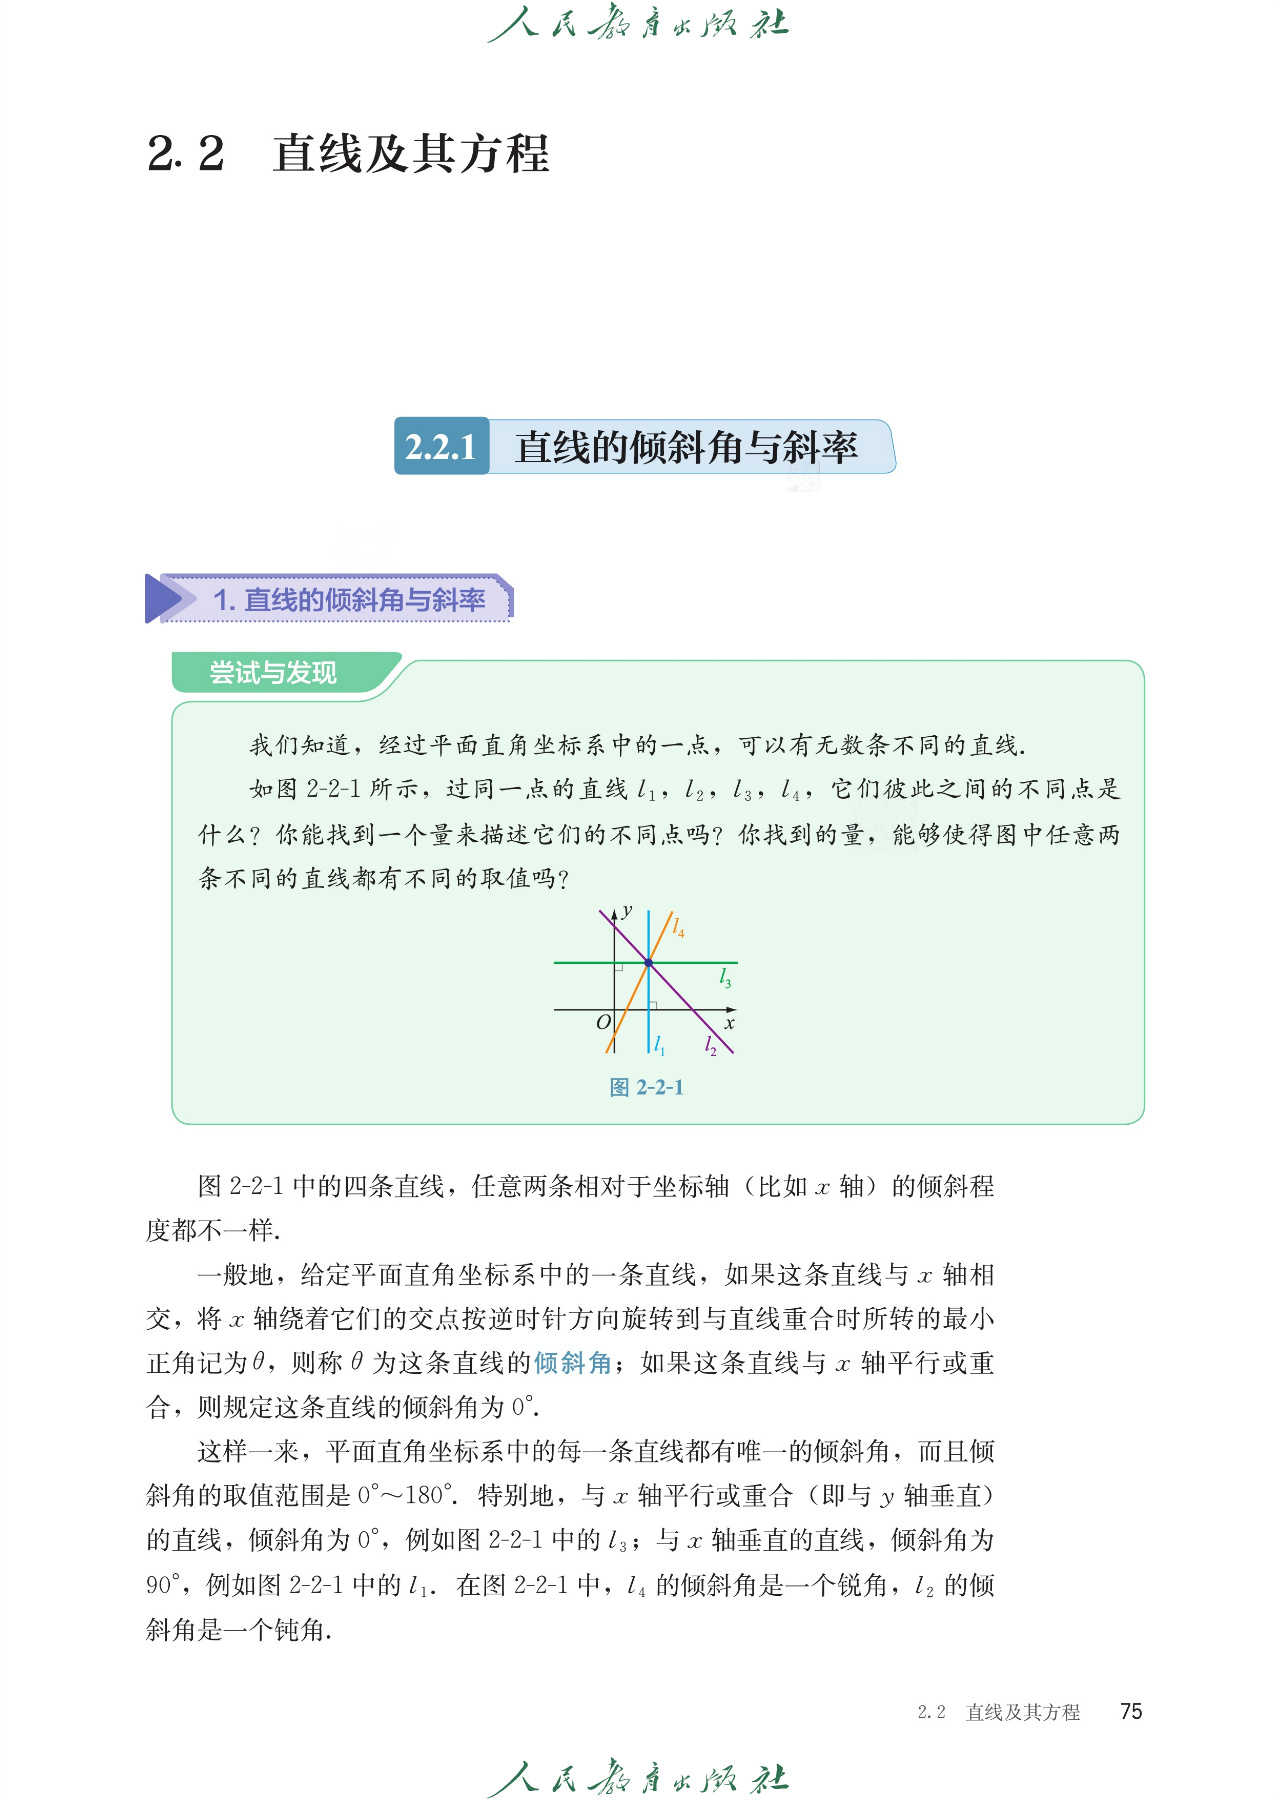 人民教育出版社
2.2 直线及其方程
2.2.1 直线的倾斜角与斜率
1. 直线的倾斜角与斜率
尝试与发现
我们知道，经过平面直角坐标系中的一点，可以有无数条不同的直线.
如图 2-2-1 所示，过同一点的直线 l₁，l₂，l₃，l₄，它们彼此之间的不同点是
什么？你能找到一个量来描述它们的不同点吗？你找到的量，能够使得图中任意两
条不同的直线都有不同的取值吗？
y
l₄
l₃
O
x
l₁
l₂
图 2-2-1
图 2-2-1 中的四条直线，任意两条相对于坐标轴（比如 x 轴）的倾斜程
度都不一样.
一般地，给定平面直角坐标系中的一条直线，如果这条直线与 x 轴相
交，将 x 轴绕着它们的交点按逆时针方向旋转到与直线重合时所转的最小
正角记为θ，则称 θ 为这条直线的倾斜角；如果这条直线与 x 轴平行或重
合，则规定这条直线的倾斜角为 0°.
这样一来，平面直角坐标系中的每一条直线都有唯一的倾斜角，而且倾
斜角的取值范围是 0°～180°. 特别地，与 x 轴平行或重合（即与 y 轴垂直）
的直线，倾斜角为 0°，例如图 2-2-1 中的 l₃；与 x 轴垂直的直线，倾斜角为
90°，例如图 2-2-1 中的 l₁. 在图 2-2-1 中，l₄ 的倾斜角是一个锐角，l₂ 的倾
斜角是一个钝角.
2.2 直线及其方程 75
人民教育出版社